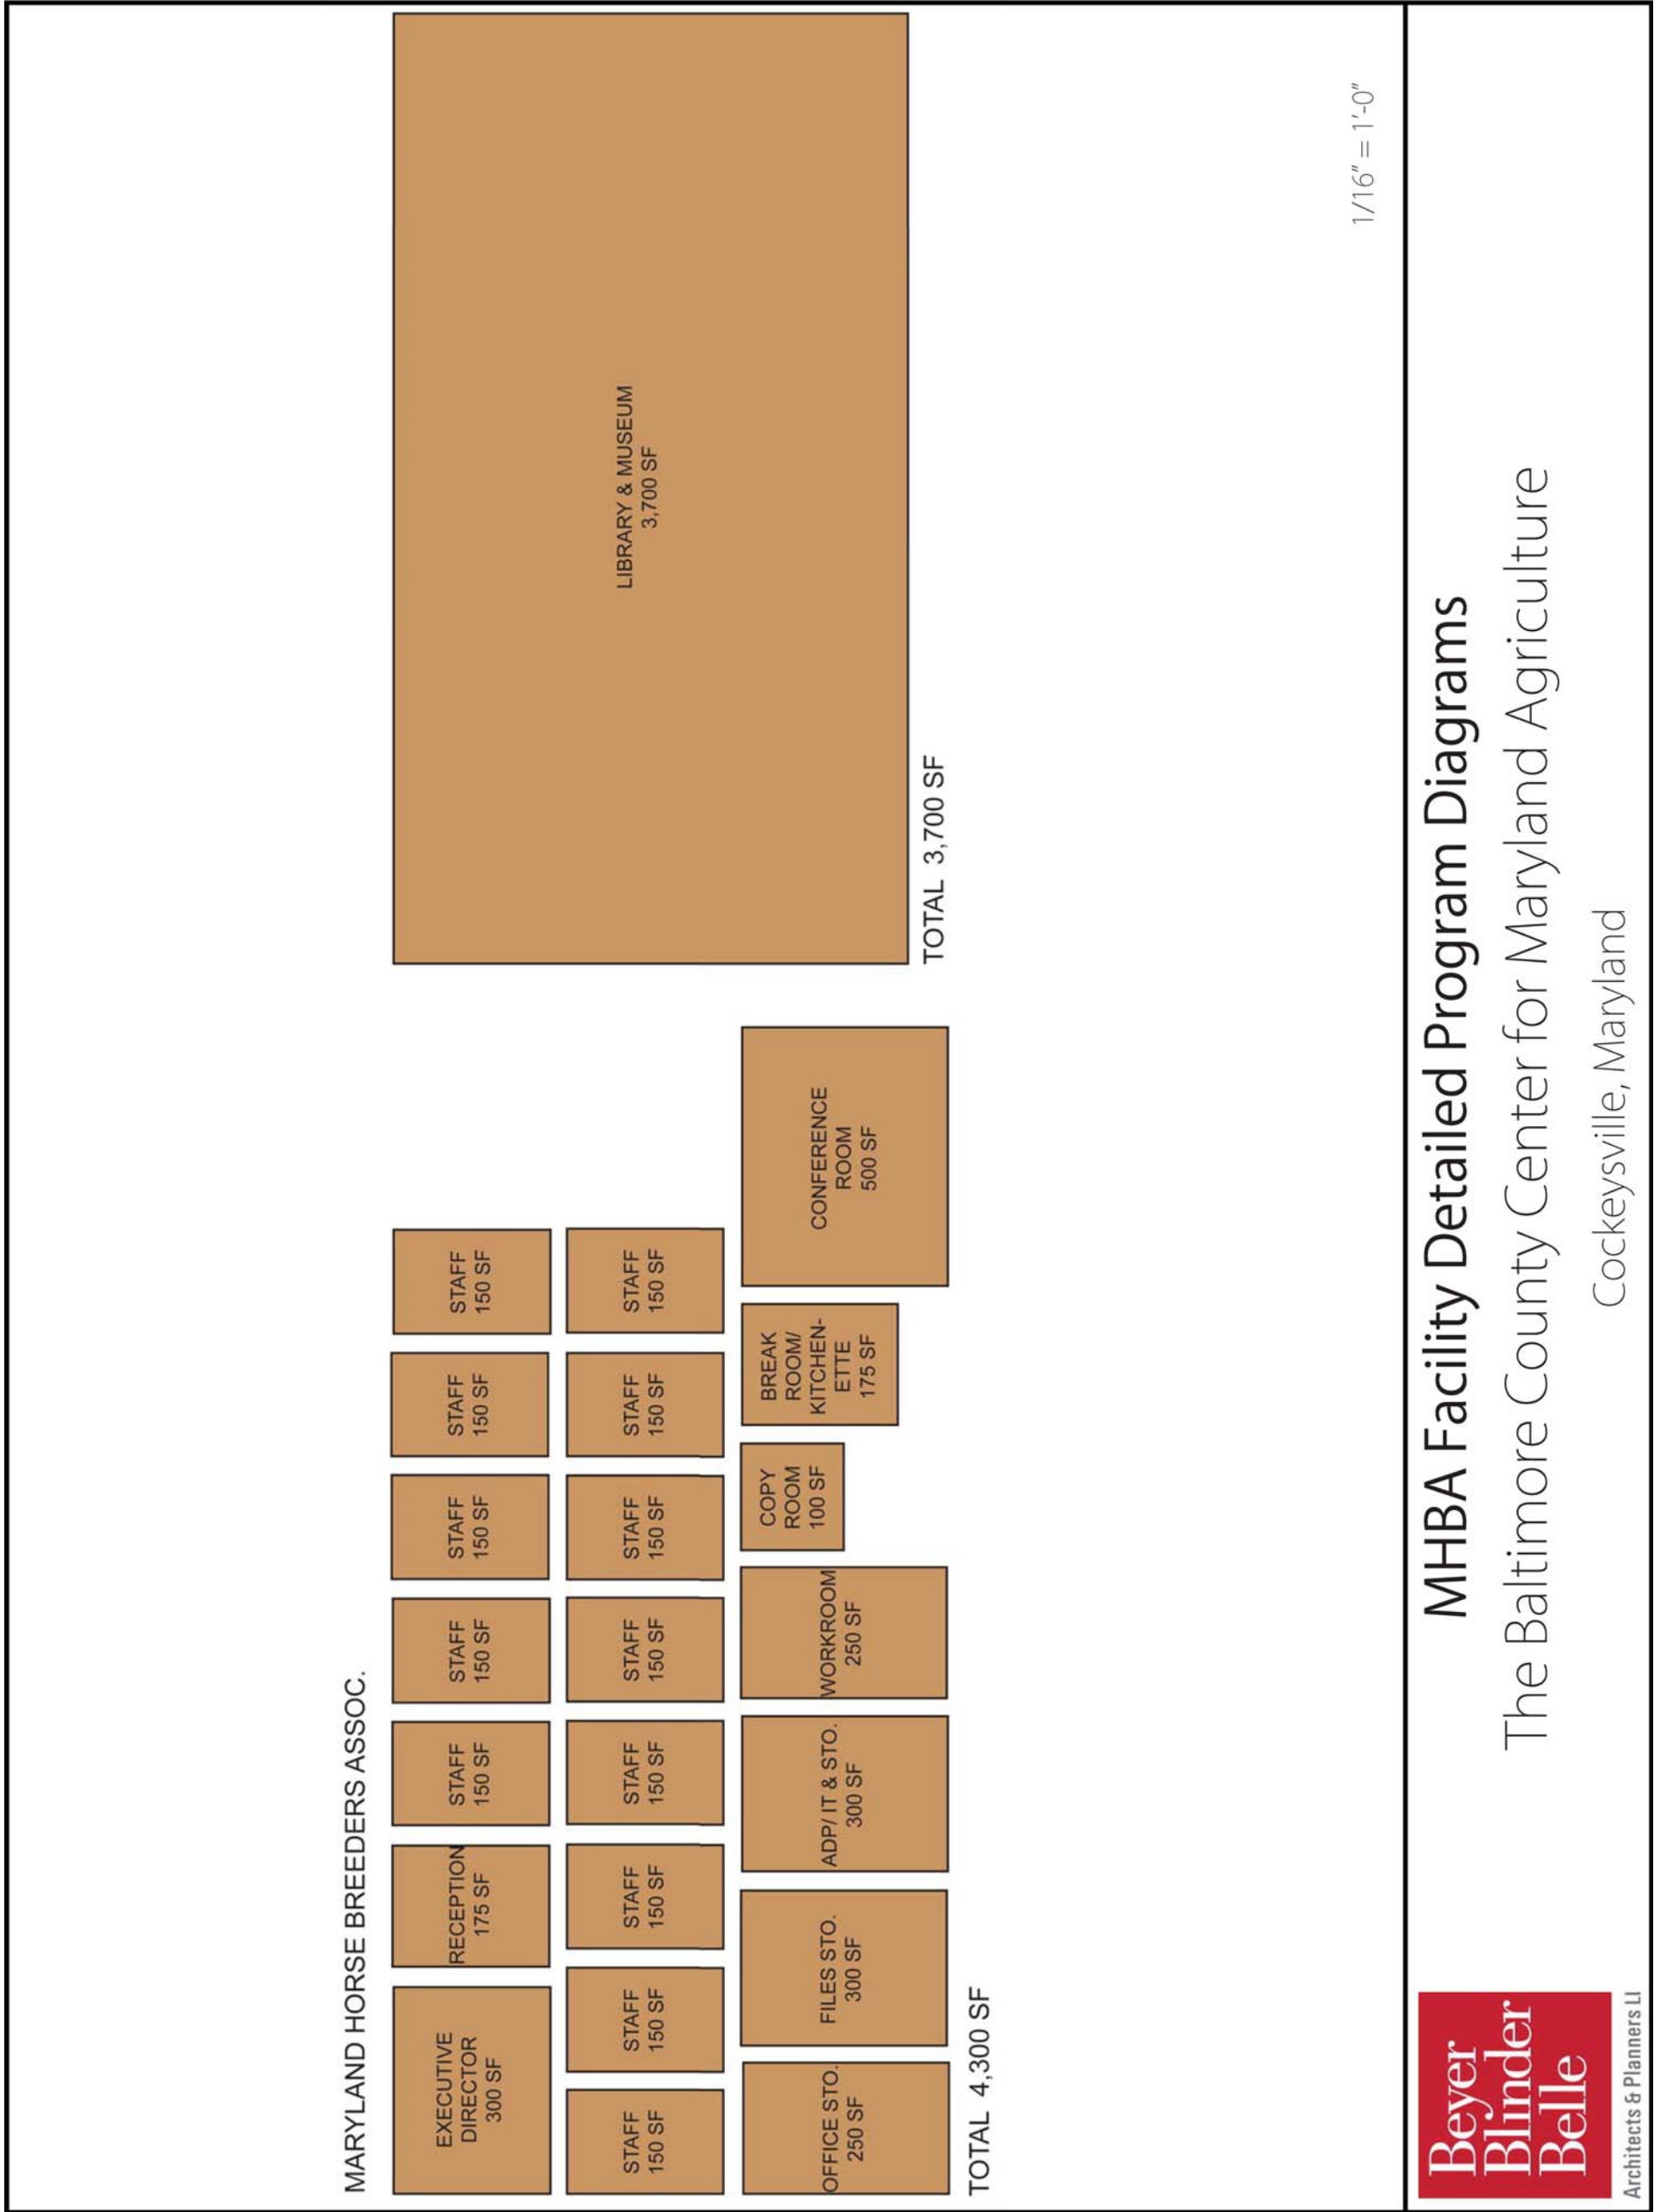 MARYLAND HORSE BREEDERS ASSOC.
EXECUTIVE
DIRECTOR
300 SF
RECEPTION
175 SF
STAFF
150 SF
STAFF
150 SF
STAFF
150 SF
STAFF
150 SF
STAFF
150 SF
STAFF
150 SF
STAFF
150 SF
STAFF
150 SF
STAFF
150 SF
STAFF
150 SF
STAFF
150 SF
STAFF
150 SF
STAFF
150 SF
OFFICE STO.
250 SF
FILES STO.
300 SF
ADP/ IT & STO.
300 SF
WORKROOM
250 SF
COPY
ROOM
100 SF
BREAK
ROOM/
KITCHEN-
ETTE
175 SF
CONFERENCE
ROOM
500 SF
TOTAL 4,300 SF
LIBRARY & MUSEUM
3,700 SF
TOTAL 3,700 SF
1/16" = 1'-0"
Beyer
Blinder
Belle
Architects & Planners Ll
MHBA Facility Detailed Program Diagrams
The Baltimore County Center for Maryland Agriculture
Cockeysville, Maryland